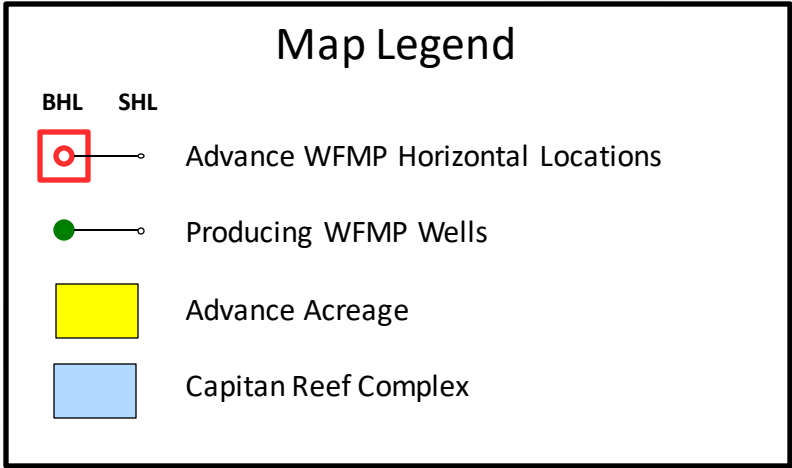 Map Legend
BHL SHL
Advance WFMP Horizontal Locations
Producing WFMP Wells
Advance Acreage
Capitan Reef Complex